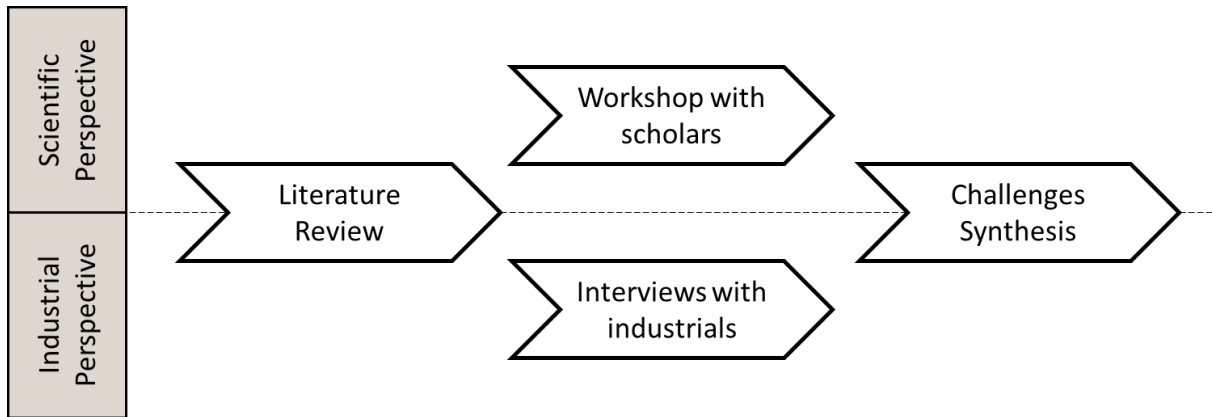 Scientific
Perspective
Industrial
Perspective
Literature
Review
Workshop with
scholars
Interviews with
industrials
Challenges
Synthesis